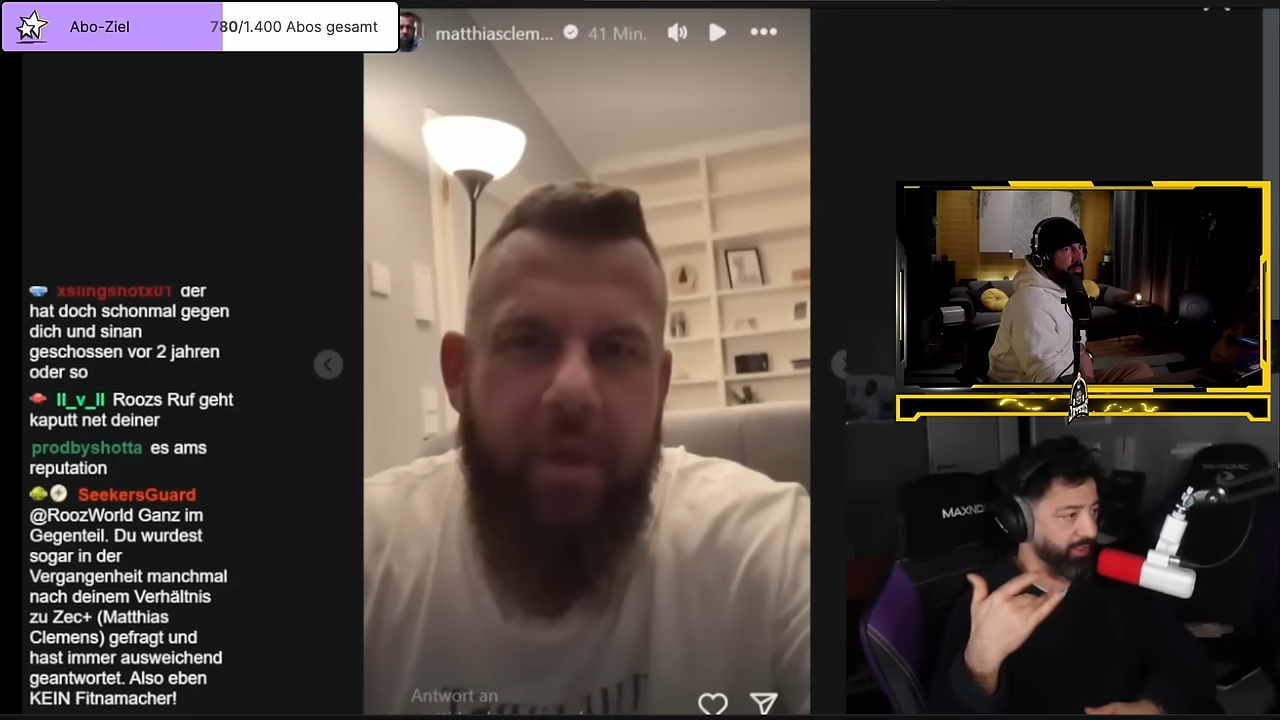 Abo-Ziel
780/1.400 Abos gesamt
matthiasclem... 41 Min.
xslingshotx01 der
hat doch schonmal gegen
dich und sinan
geschossen vor 2 jahren
oder so
ll_v_ll Roozs Ruf geht
kaputt net deiner
prodbyshotta es ams
reputation
SeekersGuard
@RoozWorld Ganz im
Gegenteil. Du wurdest
sogar in der
Vergangenheit manchmal
nach deinem Verhältnis
zu Zec+ (Matthias
Clemens) gefragt und
hast immer ausweichend
geantwortet. Also eben
KEIN Fitnamacher!
Antwort an